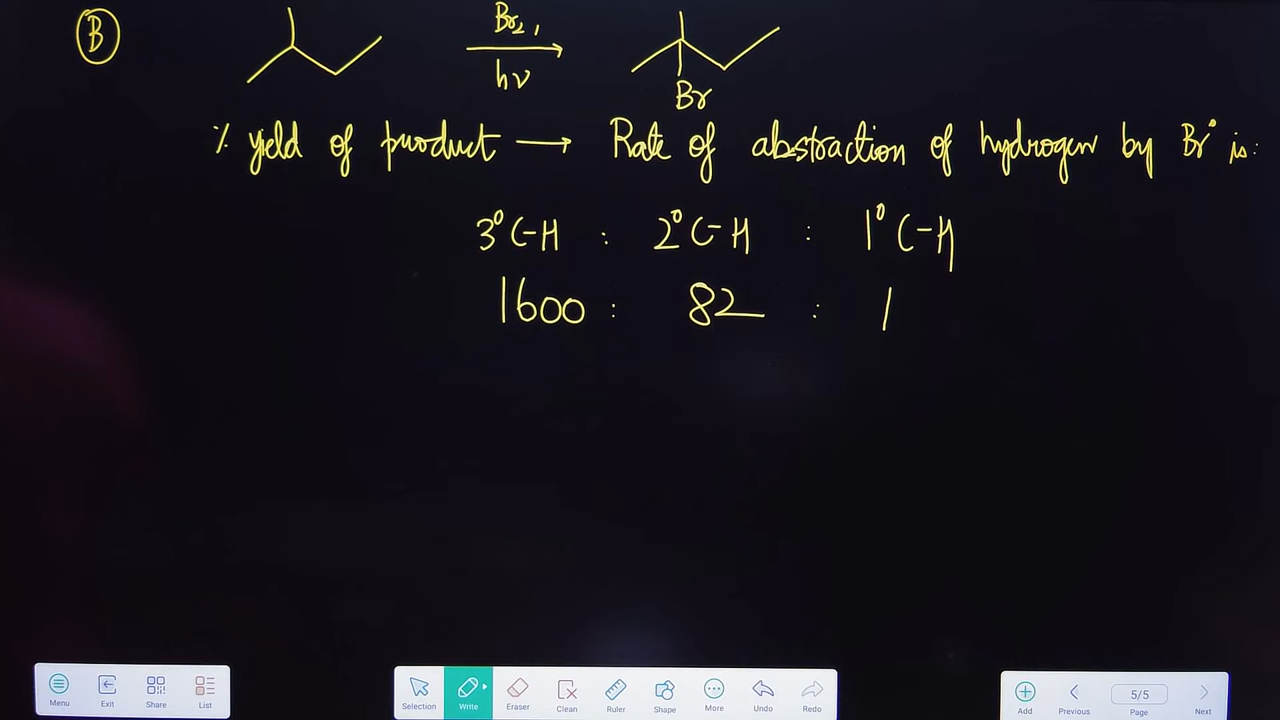 B
Br₂,
hν
Br
% yield of product ⟶ Rate of abstraction of hydrogen by Br• is:
3° C-H : 2° C-H : 1° C-H
1600 : 82 : 1
Menu Exit Share List Selection Write Eraser Clean Ruler Shape More Undo Redo Add Previous 5/5 Page Next